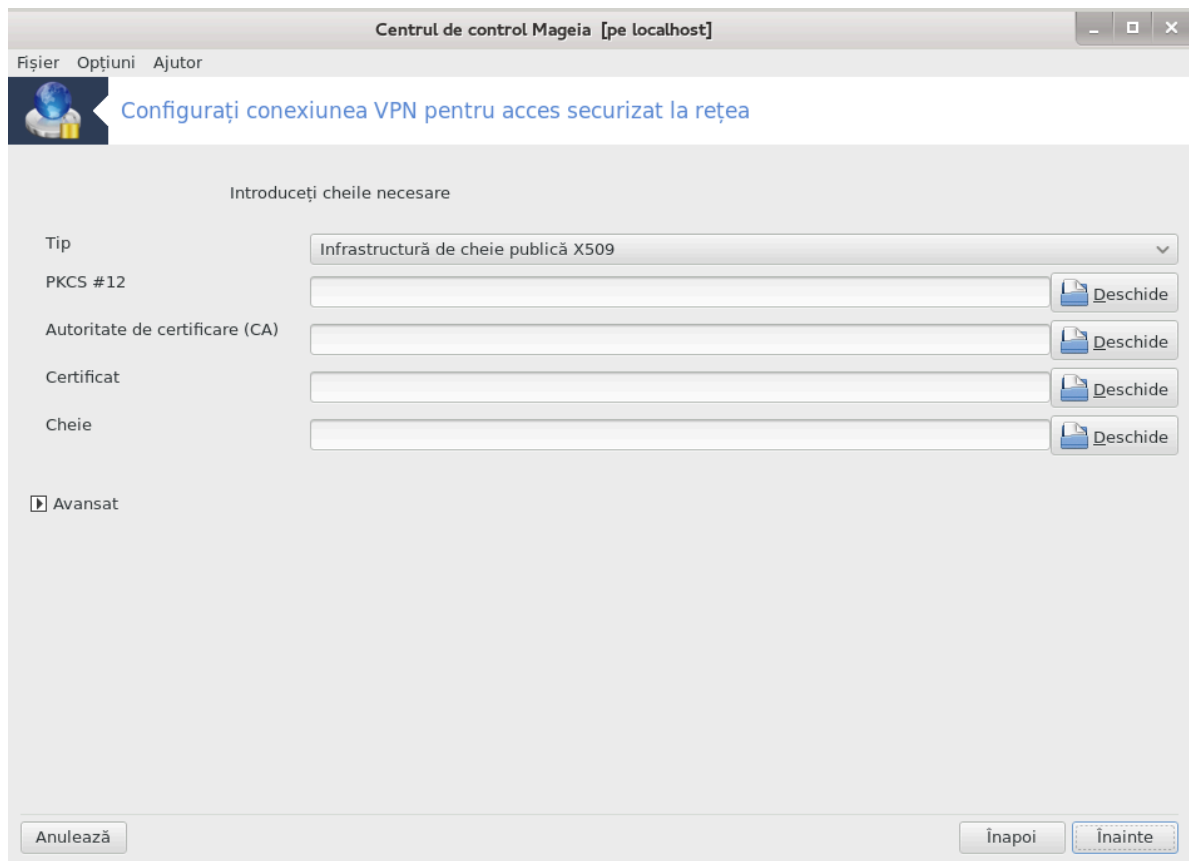 Centrul de control Mageia [pe localhost]
Fișier Opțiuni Ajutor
Configurați conexiunea VPN pentru acces securizat la rețea
Introduceți cheile necesare
Tip Infrastructură de cheie publică X509
PKCS #12 Deschide
Autoritate de certificare (CA) Deschide
Certificat Deschide
Cheie Deschide
Avansat
Anulează Înapoi Înainte